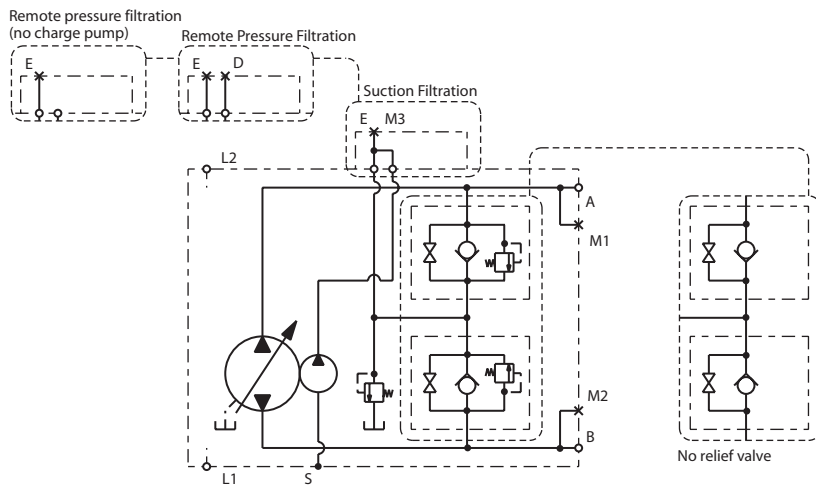 Remote pressure filtration
(no charge pump)
Remote Pressure Filtration
E
E D
Suction Filtration
E M3
L2
A
M1
M2
B
L1 S
No relief valve